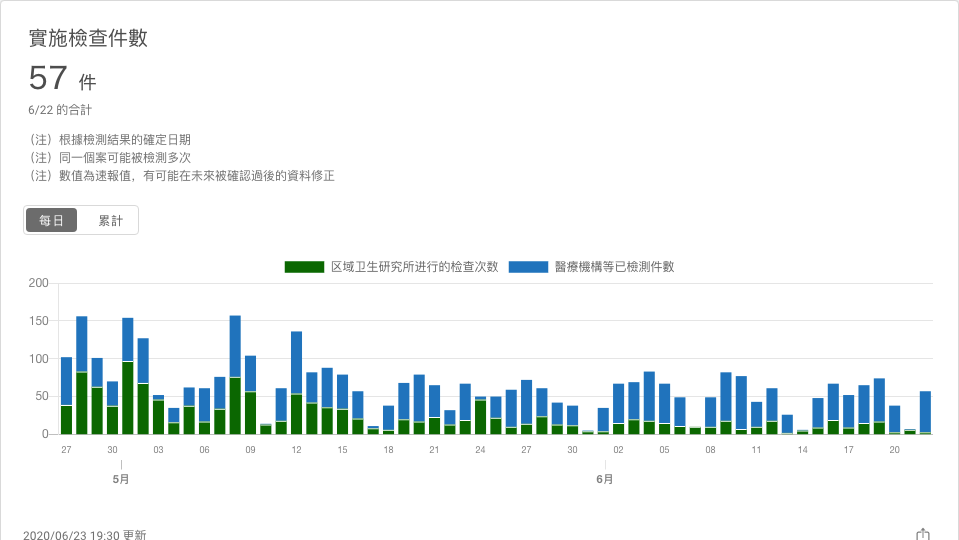 實施檢查件數
57 件
6/22 的合計
（注）根據檢測結果的確定日期
（注）同一個案可能被檢測多次
（注）數值為速報值，有可能在未來被確認過後的資料修正
每日 累計
区域卫生研究所进行的检查次数 醫療機構等已檢測件數
200
150
100
50
0
27 30 03 06 09 12 15 18 21 24 27 30 02 05 08 11 14 17 20
5月 6月
2020/06/23 19:30 更新